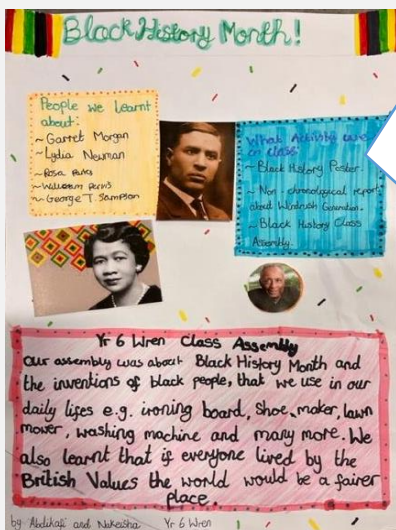 Black History Month!
People we Learnt
about:
~ Garret Morgan
~ Lydia Newman
~ Rosa Parks
~ William Purvis
~ George T. Sampson
What Activity we
in class:
~ Black History Poster.
~ Non-chronological report
about Windrush Generation.
~ Black History Class
Assembly.
Yr 6 Wren Class Assembly
Our assembly was about Black History Month and
the inventions of black people, that we use in our
daily lifes e.g. ironing board, shoe maker, lawn
mower, washing machine and many more. We
also learnt that if everyone lived by the
British Values the world would be a fairer
place.
by Abdikafi and Nakeisha Yr 6 Wren